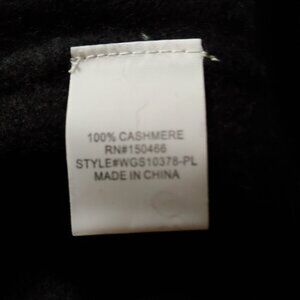 100% CASHMERE
RN#150466
STYLE#WGS10378-PL
MADE IN CHINA